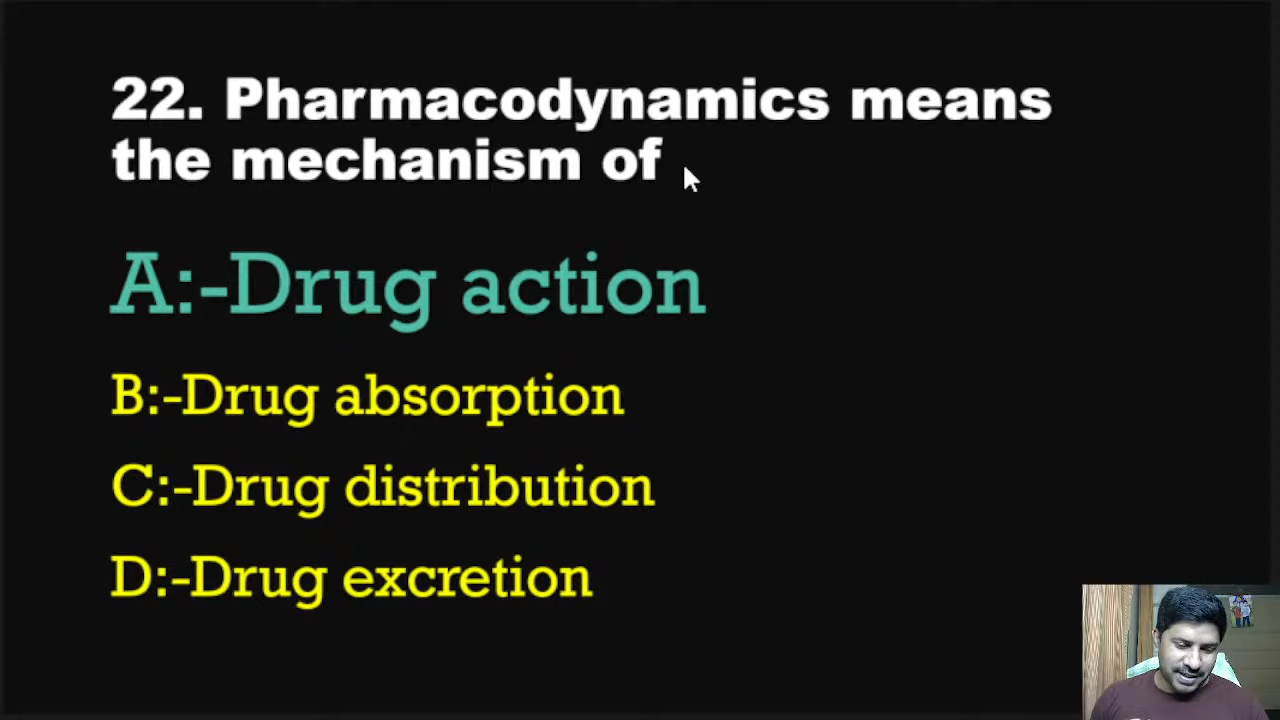 22. Pharmacodynamics means
the mechanism of
A:-Drug action
B:-Drug absorption
C:-Drug distribution
D:-Drug excretion